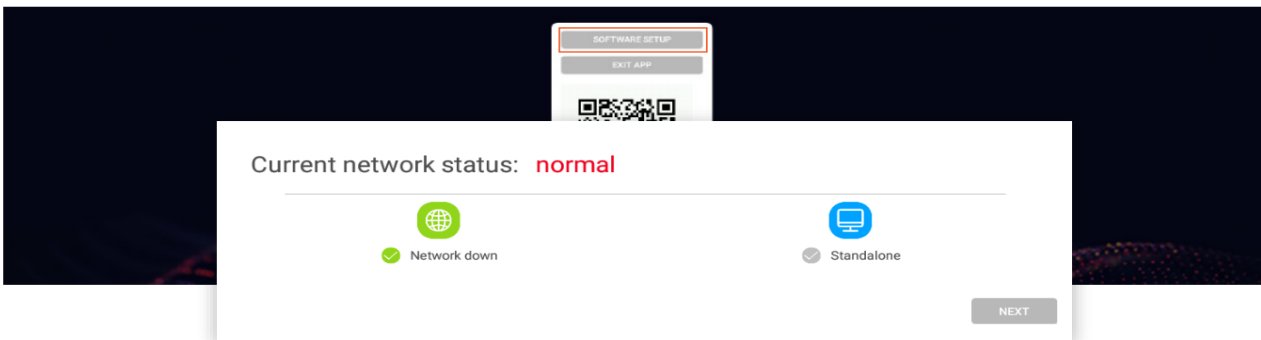 SOFTWARE SETUP
EXIT APP
Current network status: normal
Network down
Standalone
NEXT